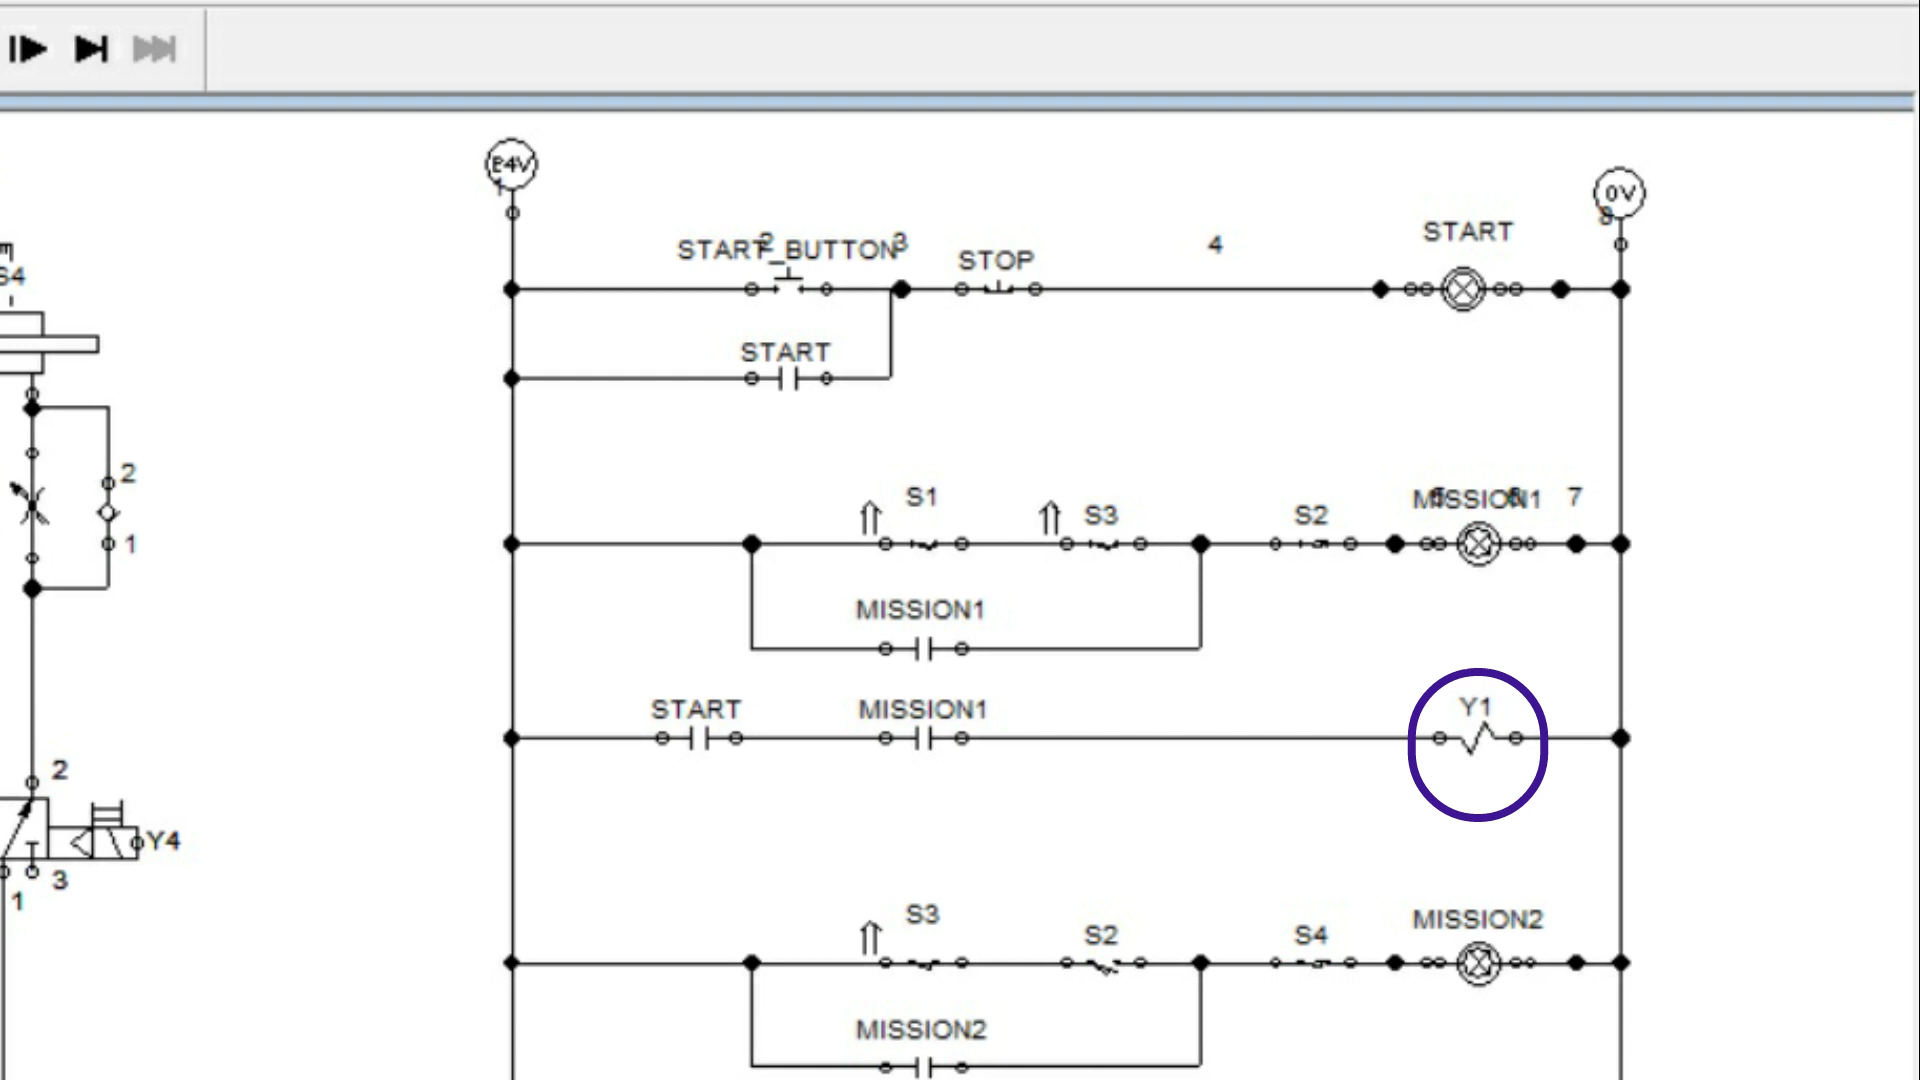 24V
1
0V
START
START_BUTTON
2
3
STOP
4
S4
START
2
S1
S3
S2
MISSION1
7
1
MISSION1
START
MISSION1
Y1
2
Y4
1
3
S3
S2
S4
MISSION2
MISSION2